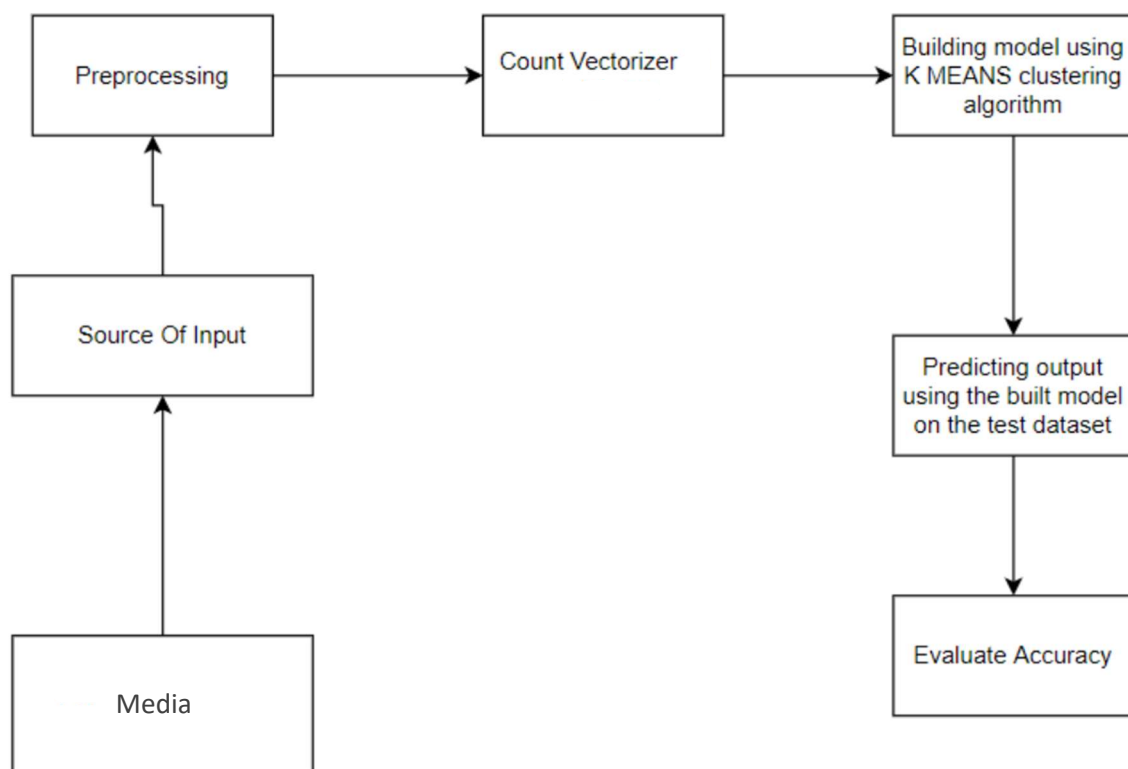 Preprocessing
Count Vectorizer
Building model using
K MEANS clustering
algorithm
Source Of Input
Predicting output
using the built model
on the test dataset
Evaluate Accuracy
Media